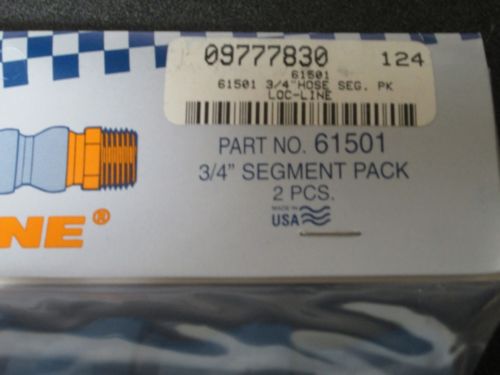 09777830 124
61501
61501 3/4"HOSE SEG. PK
LOC-LINE
PART NO. 61501
3/4" SEGMENT PACK
2 PCS.
MADE IN
USA
NE®